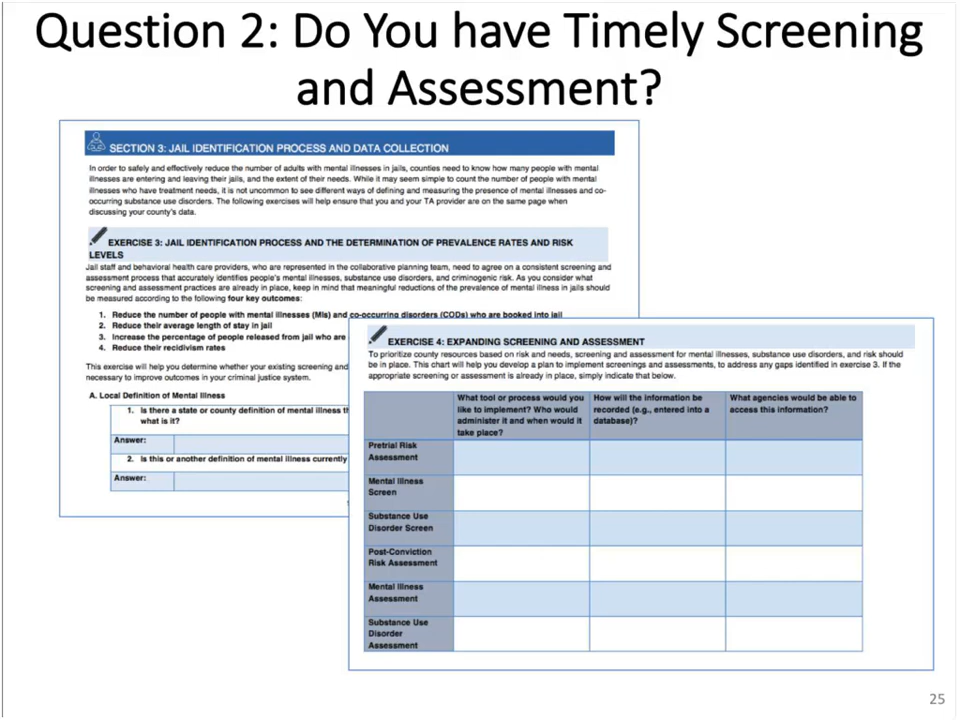 Question 2: Do You have Timely Screening
and Assessment?
SECTION 3: JAIL IDENTIFICATION PROCESS AND DATA COLLECTION
In order to safely and effectively reduce the number of adults with mental illnesses in jails, counties need to know how many people with mental
illnesses are entering and leaving their jails, and the extent of their needs. While it may seem simple to count the number of people with mental
illnesses who have treatment needs, it is not uncommon to see different ways of defining and measuring the presence of mental illnesses and co-
occurring substance use disorders. The following exercises will help ensure that you and your TA provider are on the same page when
discussing your county's data.
EXERCISE 3: JAIL IDENTIFICATION PROCESS AND THE DETERMINATION OF PREVALENCE RATES AND RISK
LEVELS
Jail staff and behavioral health care providers, who are represented in the collaborative planning team, need to agree on a consistent screening and
assessment process that accurately identifies people's mental illnesses, substance use disorders, and criminogenic risk. As you consider what
screening and assessment practices are already in place, keep in mind that meaningful reductions of the prevalence of mental illness in jails should
be measured according to the following four key outcomes:
1. Reduce the number of people with mental illnesses (MIs) and co-occurring disorders (CODs) who are booked into jail
2. Reduce their average length of stay in jail
3. Increase the percentage of people released from jail who are
4. Reduce their recidivism rates
This exercise will help you determine whether your existing screening and
necessary to improve outcomes in your criminal justice system.
A. Local Definition of Mental Illness
1. Is there a state or county definition of mental illness
what is it?
Answer:
2. Is this or another definition of mental illness currently
Answer:
EXERCISE 4: EXPANDING SCREENING AND ASSESSMENT
To prioritize county resources based on risk and needs, screening and assessment for mental illnesses, substance use disorders, and risk should
be in place. This chart will help you develop a plan to implement screenings and assessments, to address any gaps identified in exercise 3. If the
appropriate screening or assessment is already in place, simply indicate that below.
What tool or process would you
like to implement? Who would
administer it and when would it
take place?
How will the information be
recorded (e.g., entered into a
database)?
What agencies would be able to
access this information?
Pretrial Risk
Assessment
Mental Illness
Screen
Substance Use
Disorder Screen
Post-Conviction
Risk Assessment
Mental Illness
Assessment
Substance Use
Disorder
Assessment
25